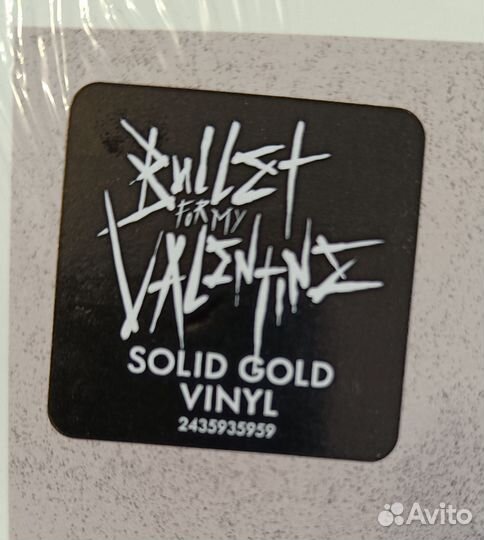 BULLET
FOR MY
VALENTINE
SOLID GOLD
VINYL
2435935959
Avito